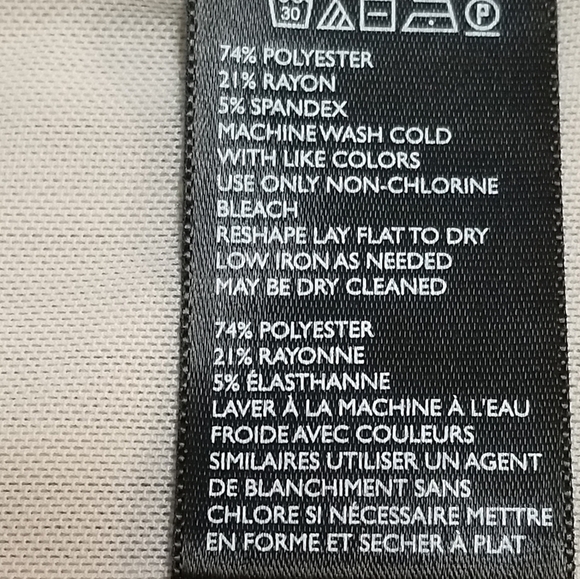 30
P
74% POLYESTER
21% RAYON
5% SPANDEX
MACHINE WASH COLD
WITH LIKE COLORS
USE ONLY NON-CHLORINE
BLEACH
RESHAPE LAY FLAT TO DRY
LOW IRON AS NEEDED
MAY BE DRY CLEANED
74% POLYESTER
21% RAYONNE
5% ÉLASTHANNE
LAVER À LA MACHINE À L'EAU
FROIDE AVEC COULEURS
SIMILAIRES UTILISER UN AGENT
DE BLANCHIMENT SANS
CHLORE SI NÉCESSAIRE METTRE
EN FORME ET SECHER À PLAT